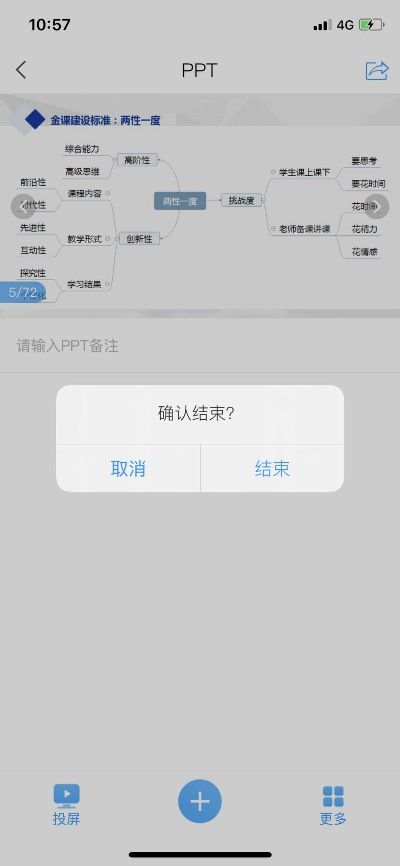 10:57
4G
PPT
金课建设标准：两性一度
综合能力
高阶性
高级思维
前沿性
课程内容
时代性
先进性
教学形式
创新性
互动性
探究性
学习结果
两性一度
挑战度
学生课上课下
要思考
要花时间
老师备课讲课
花时间
花精力
花情感
5/72
请输入PPT备注
确认结束？
取消
结束
投屏
更多